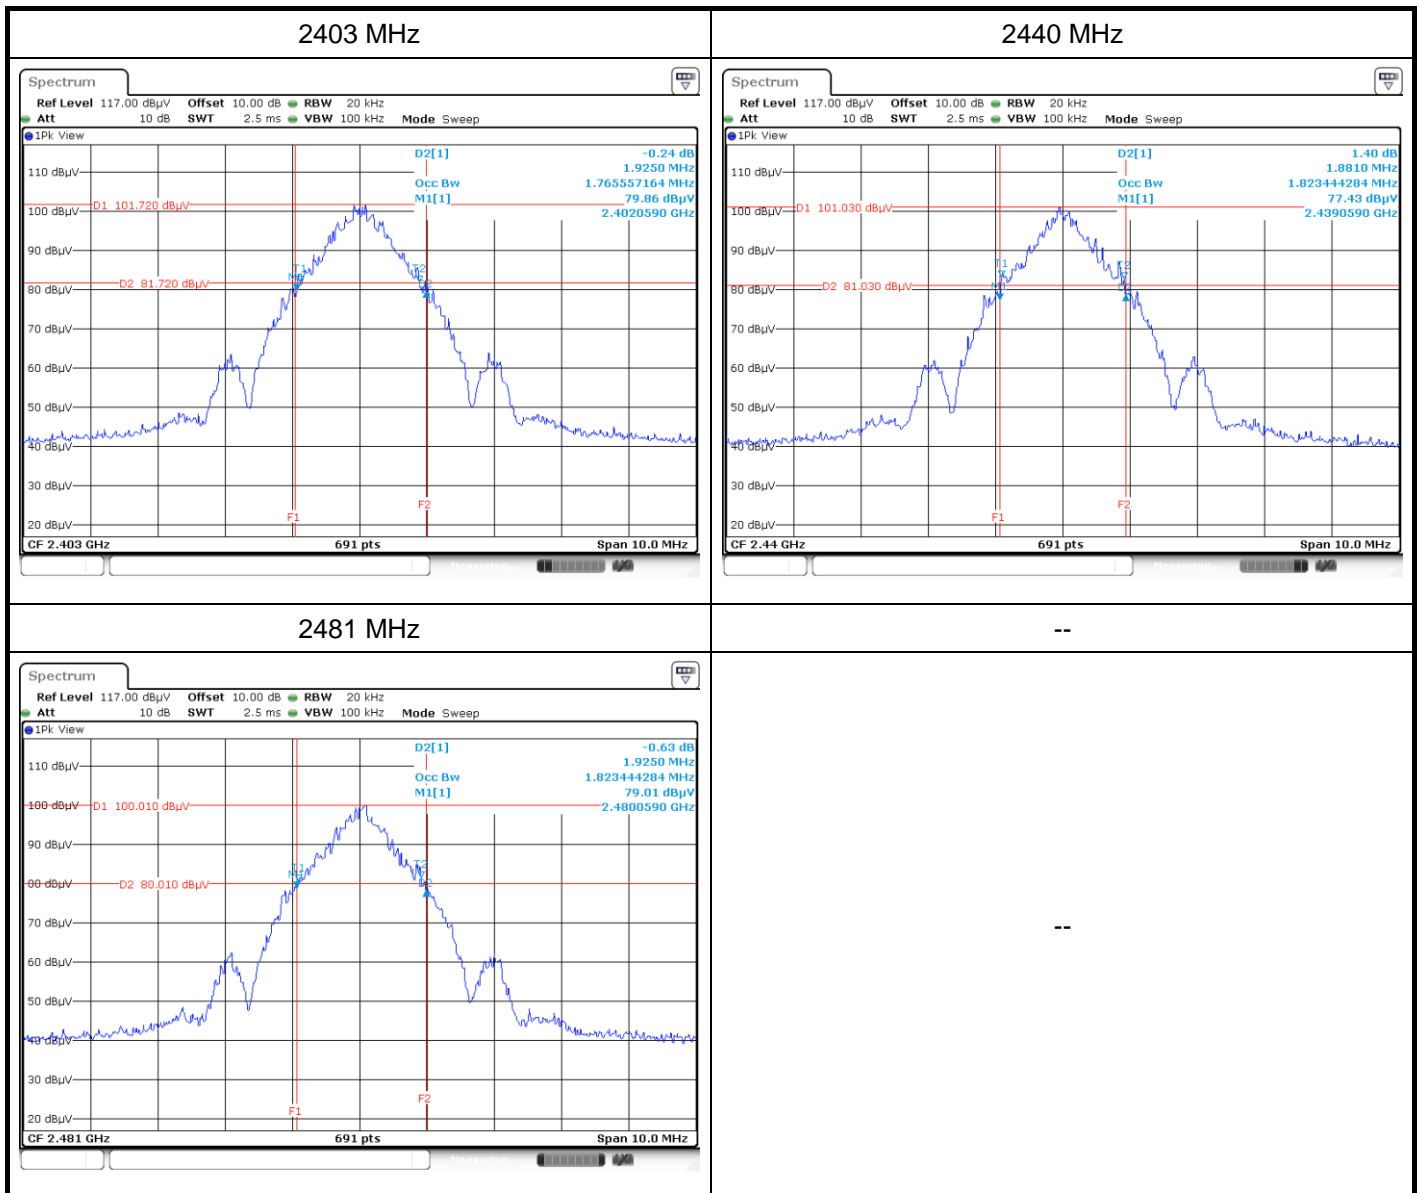 2403 MHz
2440 MHz
Spectrum
Ref Level 117.00 dBµV Offset 10.00 dB RBW 20 kHz
Att 10 dB SWT 2.5 ms VBW 100 kHz Mode Sweep
1Pk View
D2[1] -0.24 dB
1.9250 MHz
Occ Bw 1.765557164 MHz
M1[1] 79.86 dBµV
2.4020590 GHz
110 dBµV
D1 101.720 dBµV
100 dBµV
90 dBµV
T1
T2
D2 81.720 dBµV
80 dBµV
70 dBµV
60 dBµV
50 dBµV
40 dBµV
30 dBµV
F2
F1
20 dBµV
CF 2.403 GHz 691 pts Span 10.0 MHz
Spectrum
Ref Level 117.00 dBµV Offset 10.00 dB RBW 20 kHz
Att 10 dB SWT 2.5 ms VBW 100 kHz Mode Sweep
1Pk View
D2[1] 1.40 dB
1.8810 MHz
Occ Bw 1.823444284 MHz
M1[1] 77.43 dBµV
2.4390590 GHz
110 dBµV
D1 101.030 dBµV
100 dBµV
90 dBµV
T1
T2
D2 81.030 dBµV
80 dBµV
70 dBµV
60 dBµV
50 dBµV
40 dBµV
30 dBµV
F2
F1
20 dBµV
CF 2.44 GHz 691 pts Span 10.0 MHz
2481 MHz
--
Spectrum
Ref Level 117.00 dBµV Offset 10.00 dB RBW 20 kHz
Att 10 dB SWT 2.5 ms VBW 100 kHz Mode Sweep
1Pk View
D2[1] -0.63 dB
1.9250 MHz
Occ Bw 1.823444284 MHz
M1[1] 79.01 dBµV
2.4800590 GHz
110 dBµV
100 dBµV D1 100.010 dBµV
90 dBµV
T1
T2
80 dBµV D2 80.010 dBµV
70 dBµV
60 dBµV
50 dBµV
40 dBµV
30 dBµV
F2
F1
20 dBµV
CF 2.481 GHz 691 pts Span 10.0 MHz
--